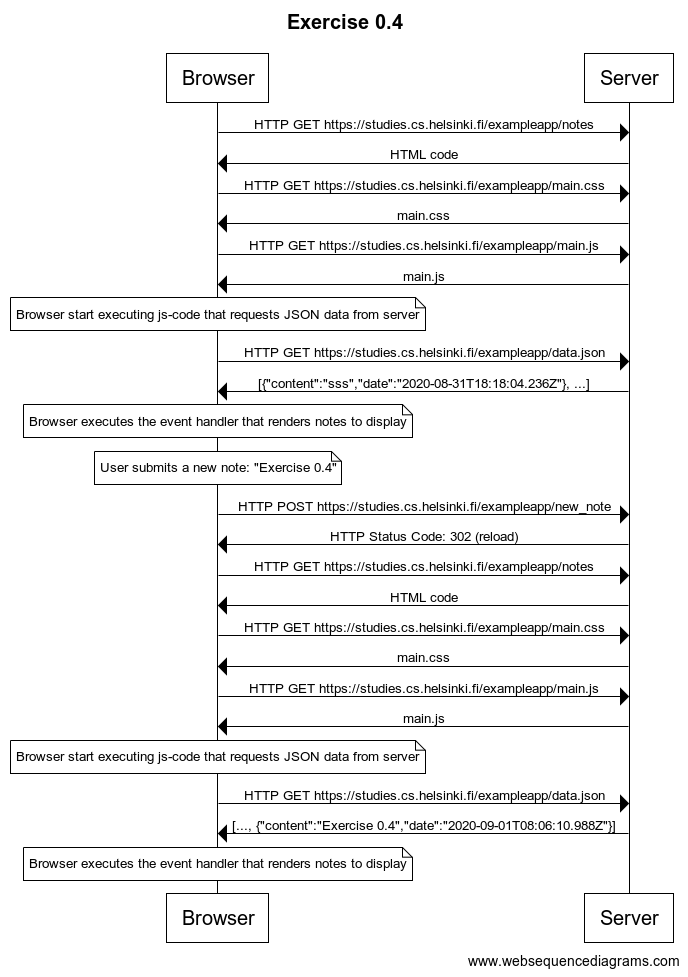 Exercise 0.4
Browser
Server
HTTP GET https://studies.cs.helsinki.fi/exampleapp/notes
HTML code
HTTP GET https://studies.cs.helsinki.fi/exampleapp/main.css
main.css
HTTP GET https://studies.cs.helsinki.fi/exampleapp/main.js
main.js
Browser start executing js-code that requests JSON data from server
HTTP GET https://studies.cs.helsinki.fi/exampleapp/data.json
[{"content":"sss","date":"2020-08-31T18:18:04.236Z"}, ...]
Browser executes the event handler that renders notes to display
User submits a new note: "Exercise 0.4"
HTTP POST https://studies.cs.helsinki.fi/exampleapp/new_note
HTTP Status Code: 302 (reload)
HTTP GET https://studies.cs.helsinki.fi/exampleapp/notes
HTML code
HTTP GET https://studies.cs.helsinki.fi/exampleapp/main.css
main.css
HTTP GET https://studies.cs.helsinki.fi/exampleapp/main.js
main.js
Browser start executing js-code that requests JSON data from server
HTTP GET https://studies.cs.helsinki.fi/exampleapp/data.json
[..., {"content":"Exercise 0.4","date":"2020-09-01T08:06:10.988Z"}]
Browser executes the event handler that renders notes to display
Browser
Server
www.websequencediagrams.com